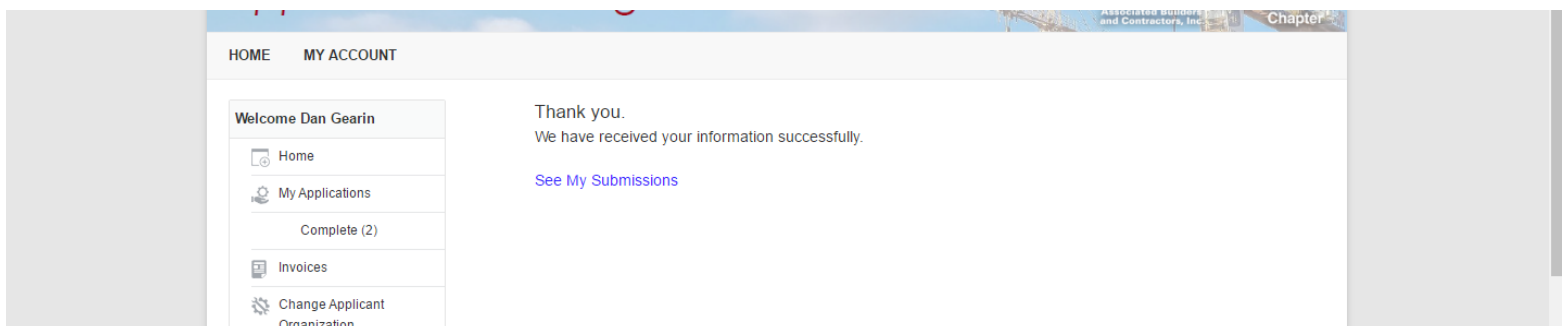 Associated Builders
and Contractors, Inc.
Chapter
HOME MY ACCOUNT
Welcome Dan Gearin
Home
My Applications
Complete (2)
Invoices
Change Applicant
Organization
Thank you.
We have received your information successfully.
See My Submissions